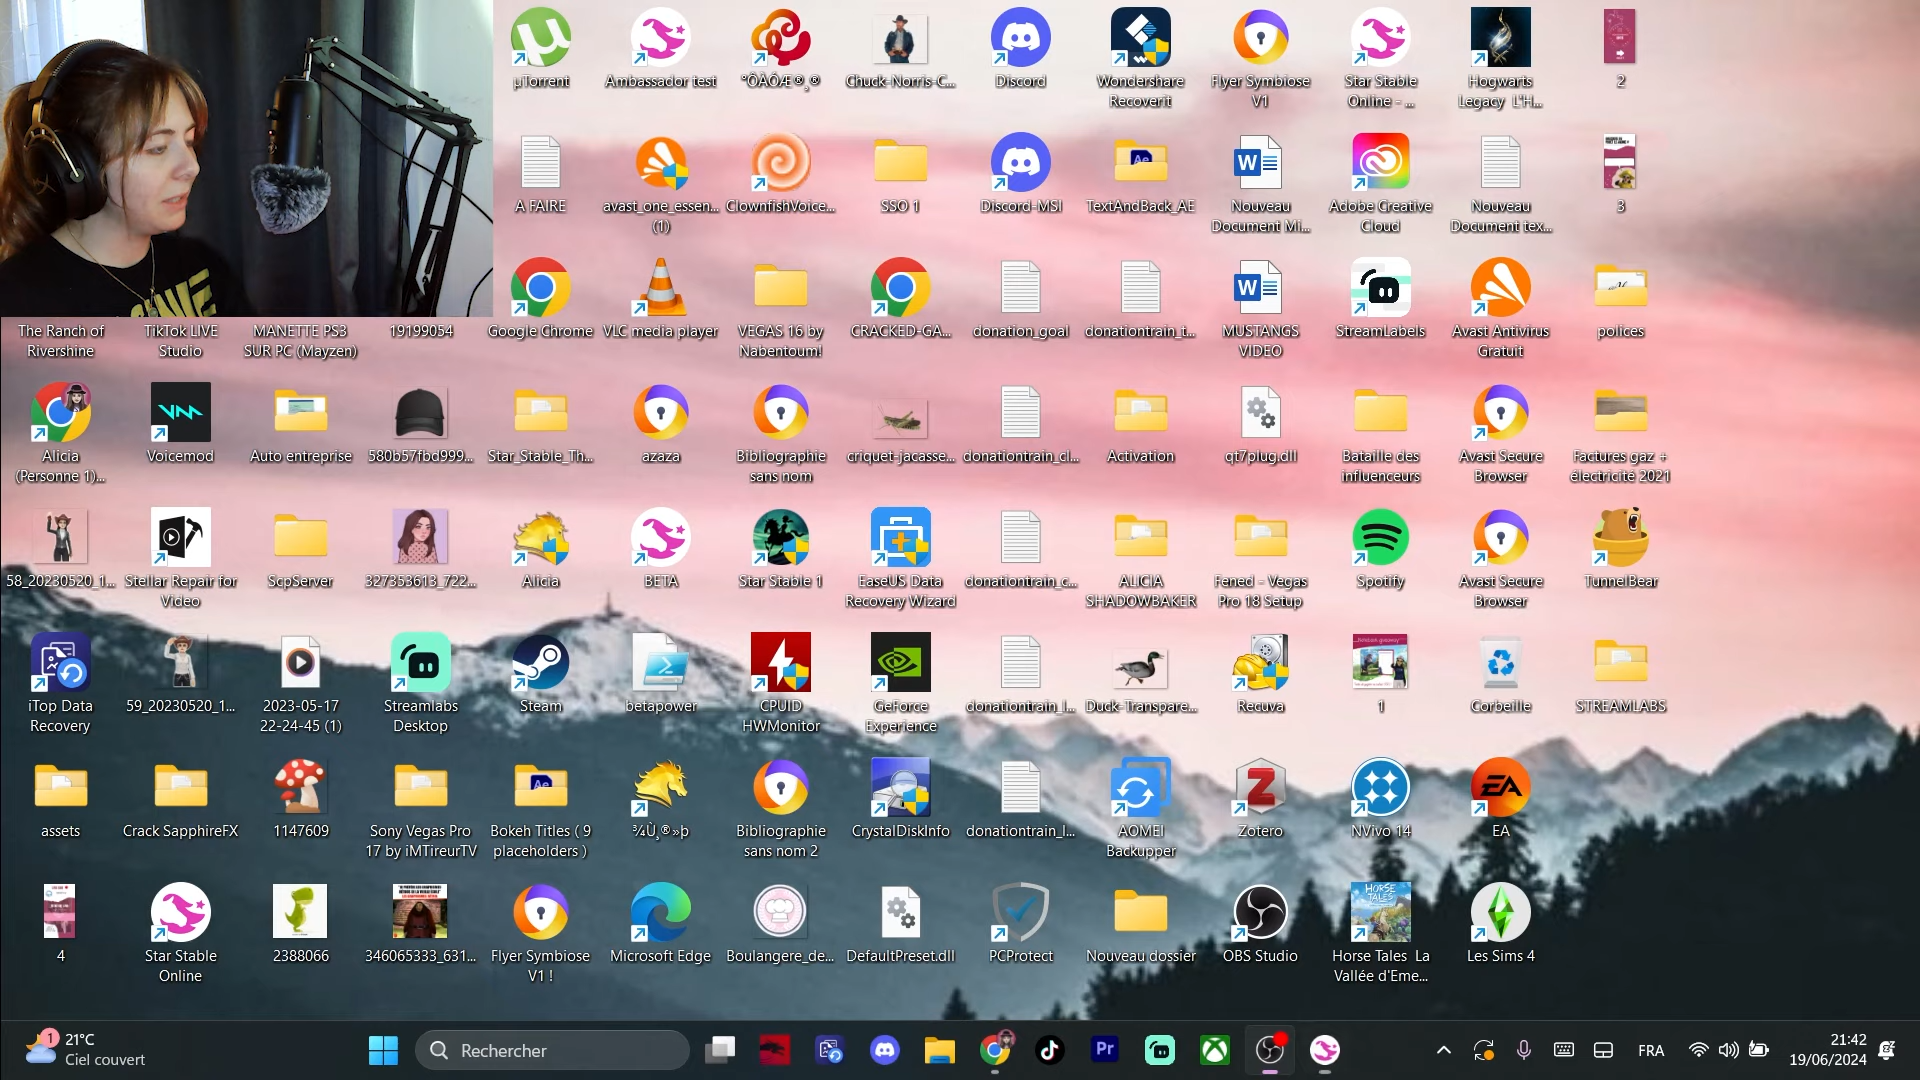 µTorrent
Ambassador test
Chuck-Norris-C...
Discord
Wondershare
Recoverit
Flyer Symbiose
V1
Star Stable
Online - ...
Hogwarts
Legacy L'H...
2
A FAIRE
avast_one_essen...
(1)
ClownfishVoice...
SSO 1
Discord-MSI
TextAndBack_AE
Nouveau
Document Mi...
Adobe Creative
Cloud
Nouveau
Document tex...
3
The Ranch of
Rivershine
TikTok LIVE
Studio
MANETTE PS3
SUR PC (Mayzen)
19199054
Google Chrome
VLC media player
VEGAS 16 by
Nabentoum!
CRACKED-GA...
donation_goal
donationtrain_t...
MUSTANGS
VIDEO
StreamLabels
Avast Antivirus
Gratuit
polices
Alicia
(Personne 1)...
Voicemod
Auto entreprise
580b57fbd999...
Star_Stable_Th...
azaza
Bibliographie
sans nom
criquet-jacasse...
donationtrain_cl...
Activation
qt7plug.dll
Bataille des
influenceurs
Avast Secure
Browser
Factures gaz +
électricité 2021
58_20230520_1...
Stellar Repair for
Video
ScpServer
327353613_722...
Alicia
BETA
Star Stable 1
EaseUS Data
Recovery Wizard
donationtrain_c...
ALICIA
SHADOWBAKER
Fened - Vegas
Pro 18 Setup
Spotify
Avast Secure
Browser
TunnelBear
iTop Data
Recovery
59_20230520_1...
2023-05-17
22-24-45 (1)
Streamlabs
Desktop
Steam
betapower
CPUID
HWMonitor
GeForce
Experience
donationtrain_l...
Duck-Transpare...
Recuva
1
Corbeille
STREAMLABS
assets
Crack SapphireFX
1147609
Sony Vegas Pro
17 by iMTireurTV
Bokeh Titles ( 9
placeholders )
¾Ù¸®»þ
Bibliographie
sans nom 2
CrystalDiskInfo
donationtrain_l...
AOMEI
Backupper
Zotero
NVivo 14
EA
4
Star Stable
Online
2388066
346065333_631...
Flyer Symbiose
V1 !
Microsoft Edge
Boulangere_de...
DefaultPreset.dll
PCProtect
Nouveau dossier
OBS Studio
HORSE
TALES
Horse Tales La
Vallée d'Eme...
Les Sims 4
1
21°C
Ciel couvert
Rechercher
Pr
FRA
21:42
19/06/2024